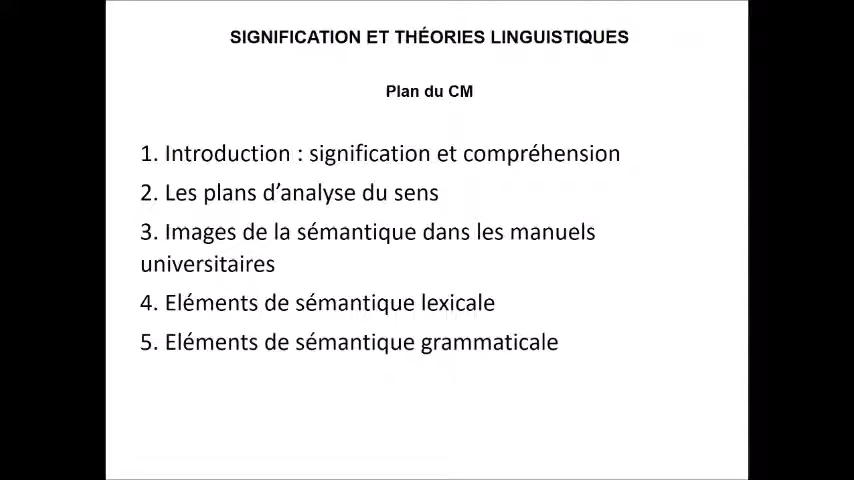 SIGNIFICATION ET THÉORIES LINGUISTIQUES
Plan du CM
1. Introduction : signification et compréhension
2. Les plans d’analyse du sens
3. Images de la sémantique dans les manuels
universitaires
4. Eléments de sémantique lexicale
5. Eléments de sémantique grammaticale